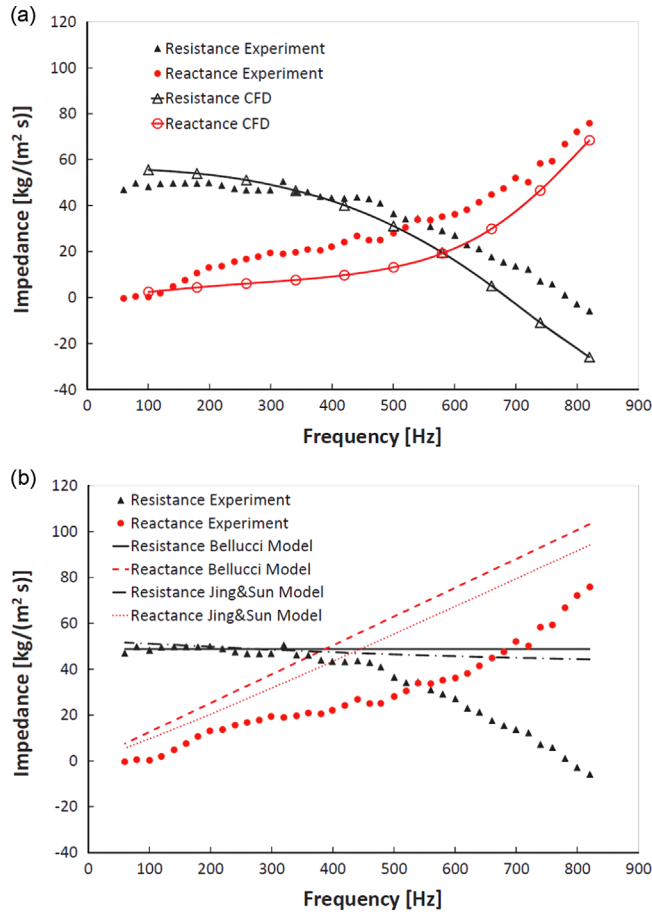 (a)
120
100
80
60
40
20
0
-20
-40
Impedance [kg/(m² s)]
Resistance Experiment
Reactance Experiment
Resistance CFD
Reactance CFD
0 100 200 300 400 500 600 700 800 900
Frequency [Hz]
(b)
120
100
80
60
40
20
0
-20
-40
Impedance [kg/(m² s)]
Resistance Experiment
Reactance Experiment
Resistance Bellucci Model
Reactance Bellucci Model
Resistance Jing&Sun Model
Reactance Jing&Sun Model
0 100 200 300 400 500 600 700 800 900
Frequency [Hz]